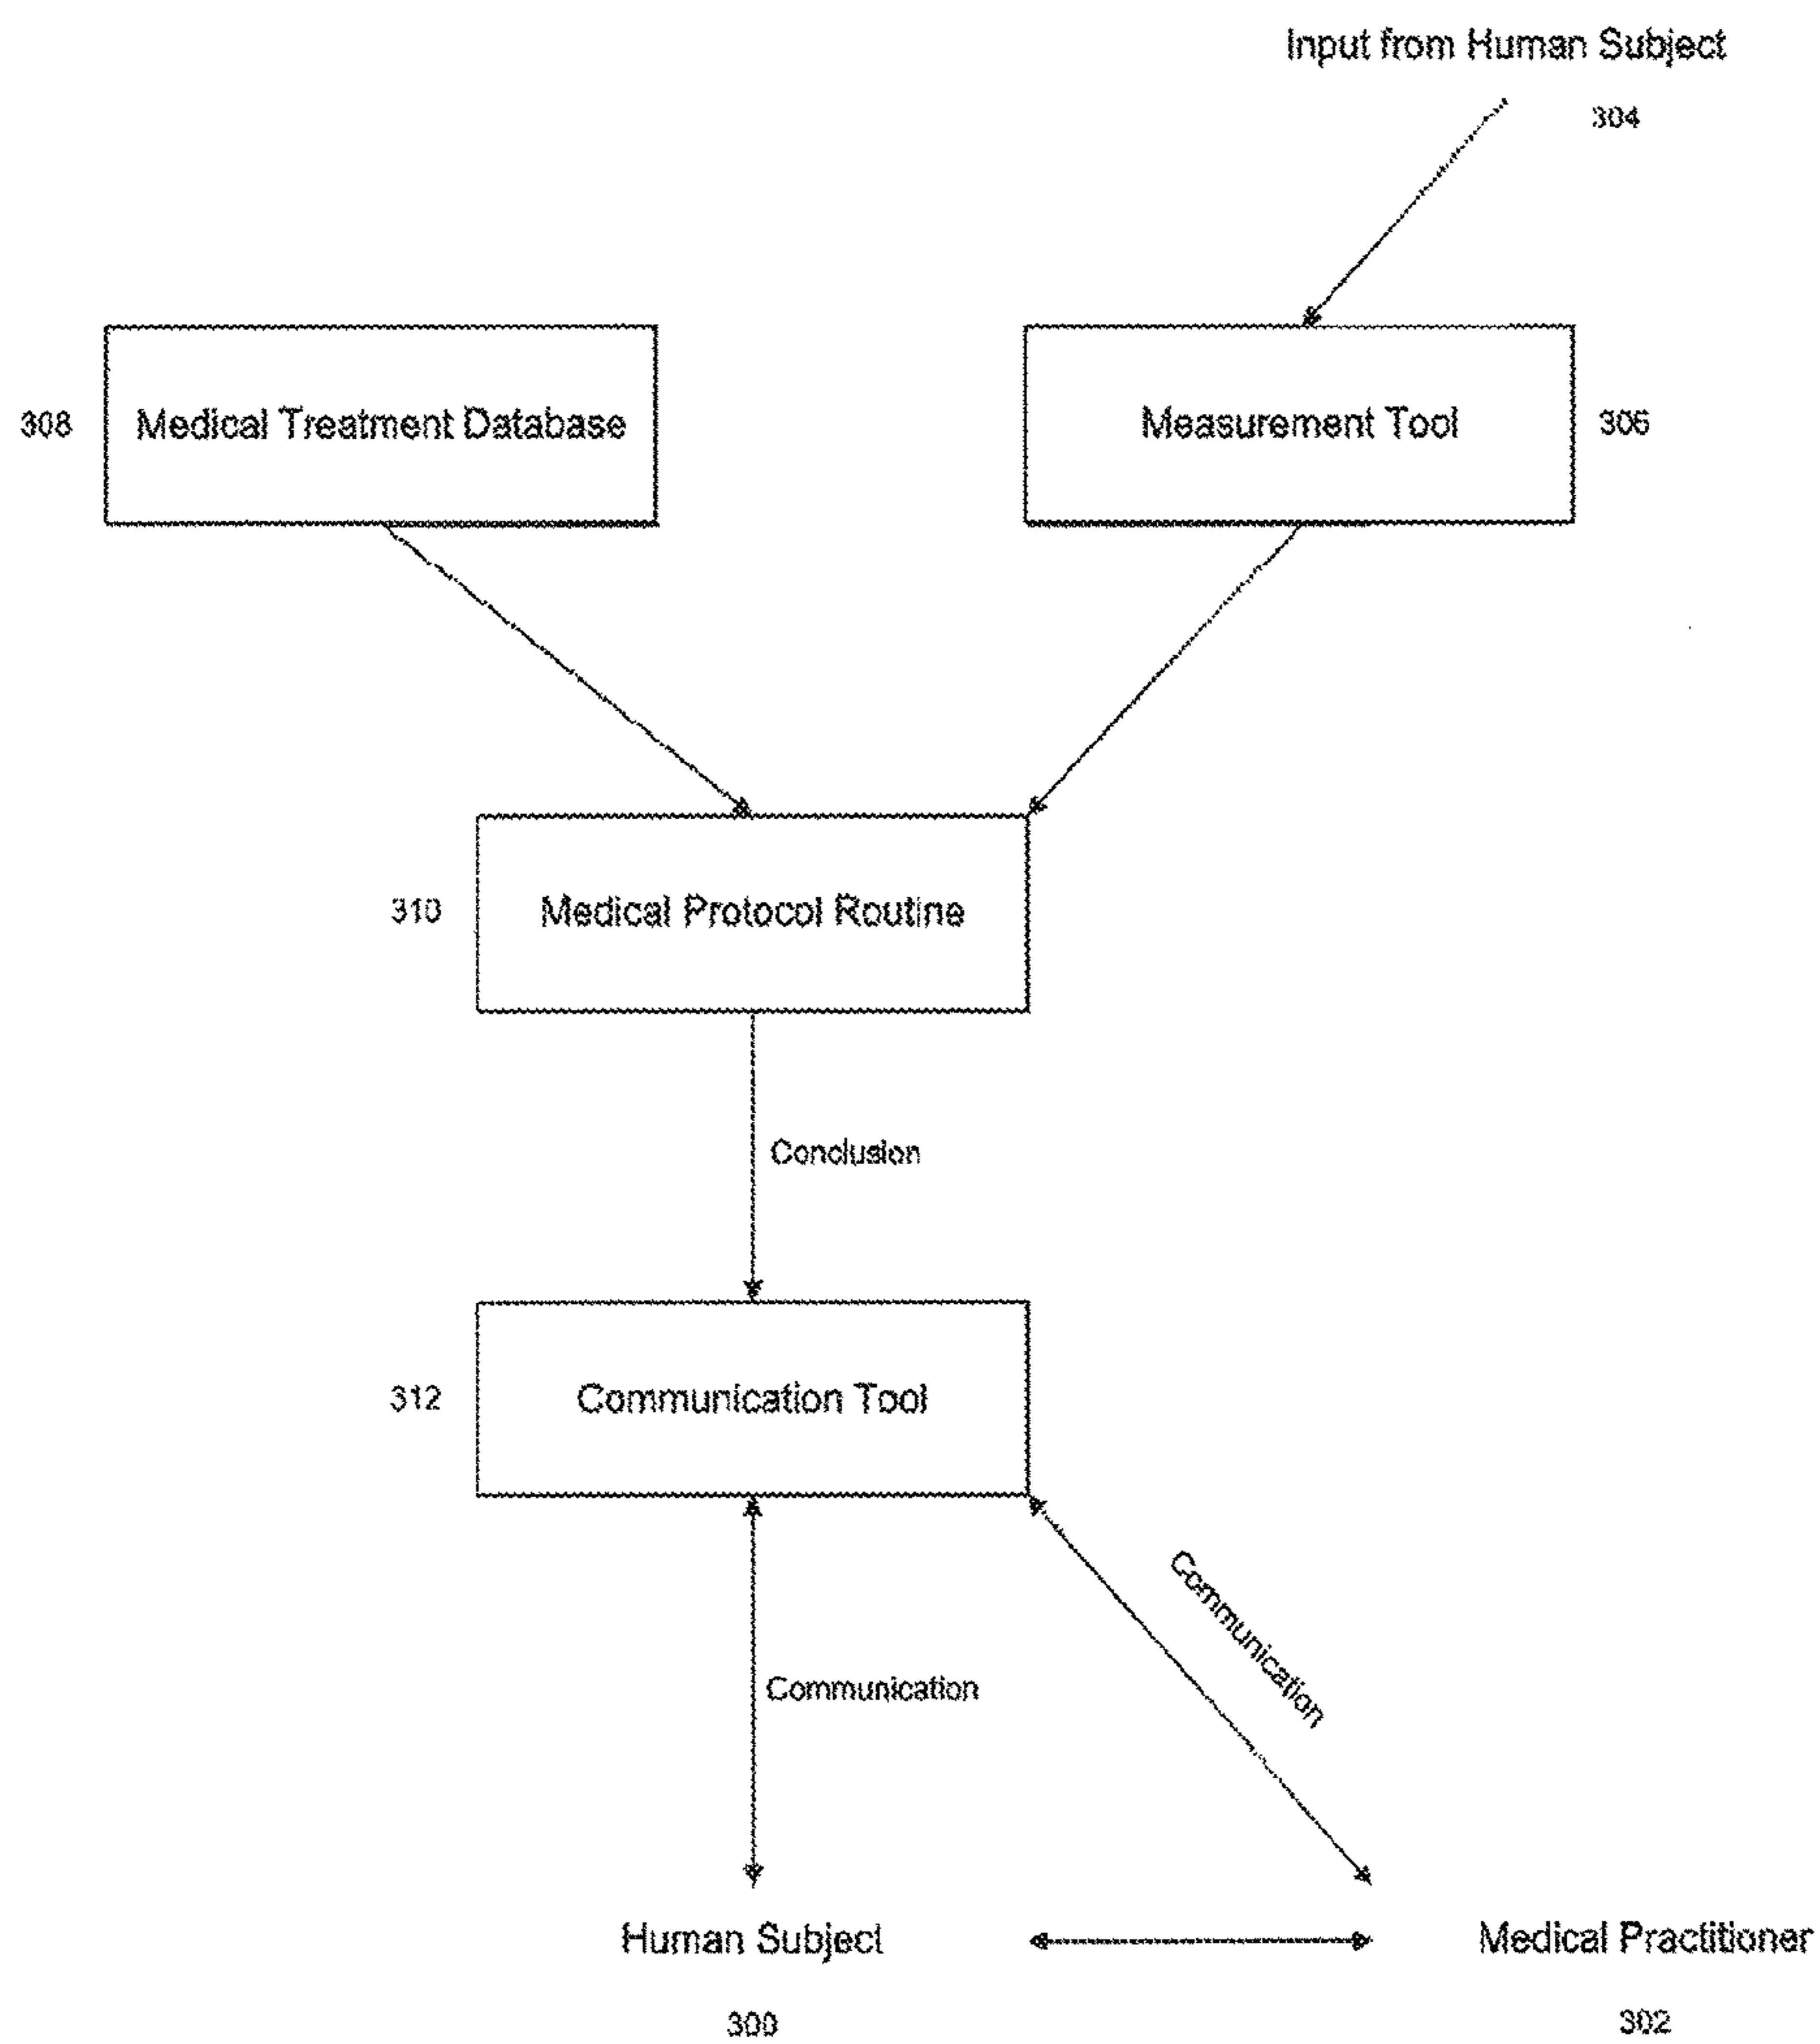 Input from Human Subject
304
308
Medical Treatment Database
Measurement Tool
306
310
Medical Protocol Routine
Conclusion
312
Communication Tool
Communication
Communication
Human Subject
Medical Practitioner
300
302